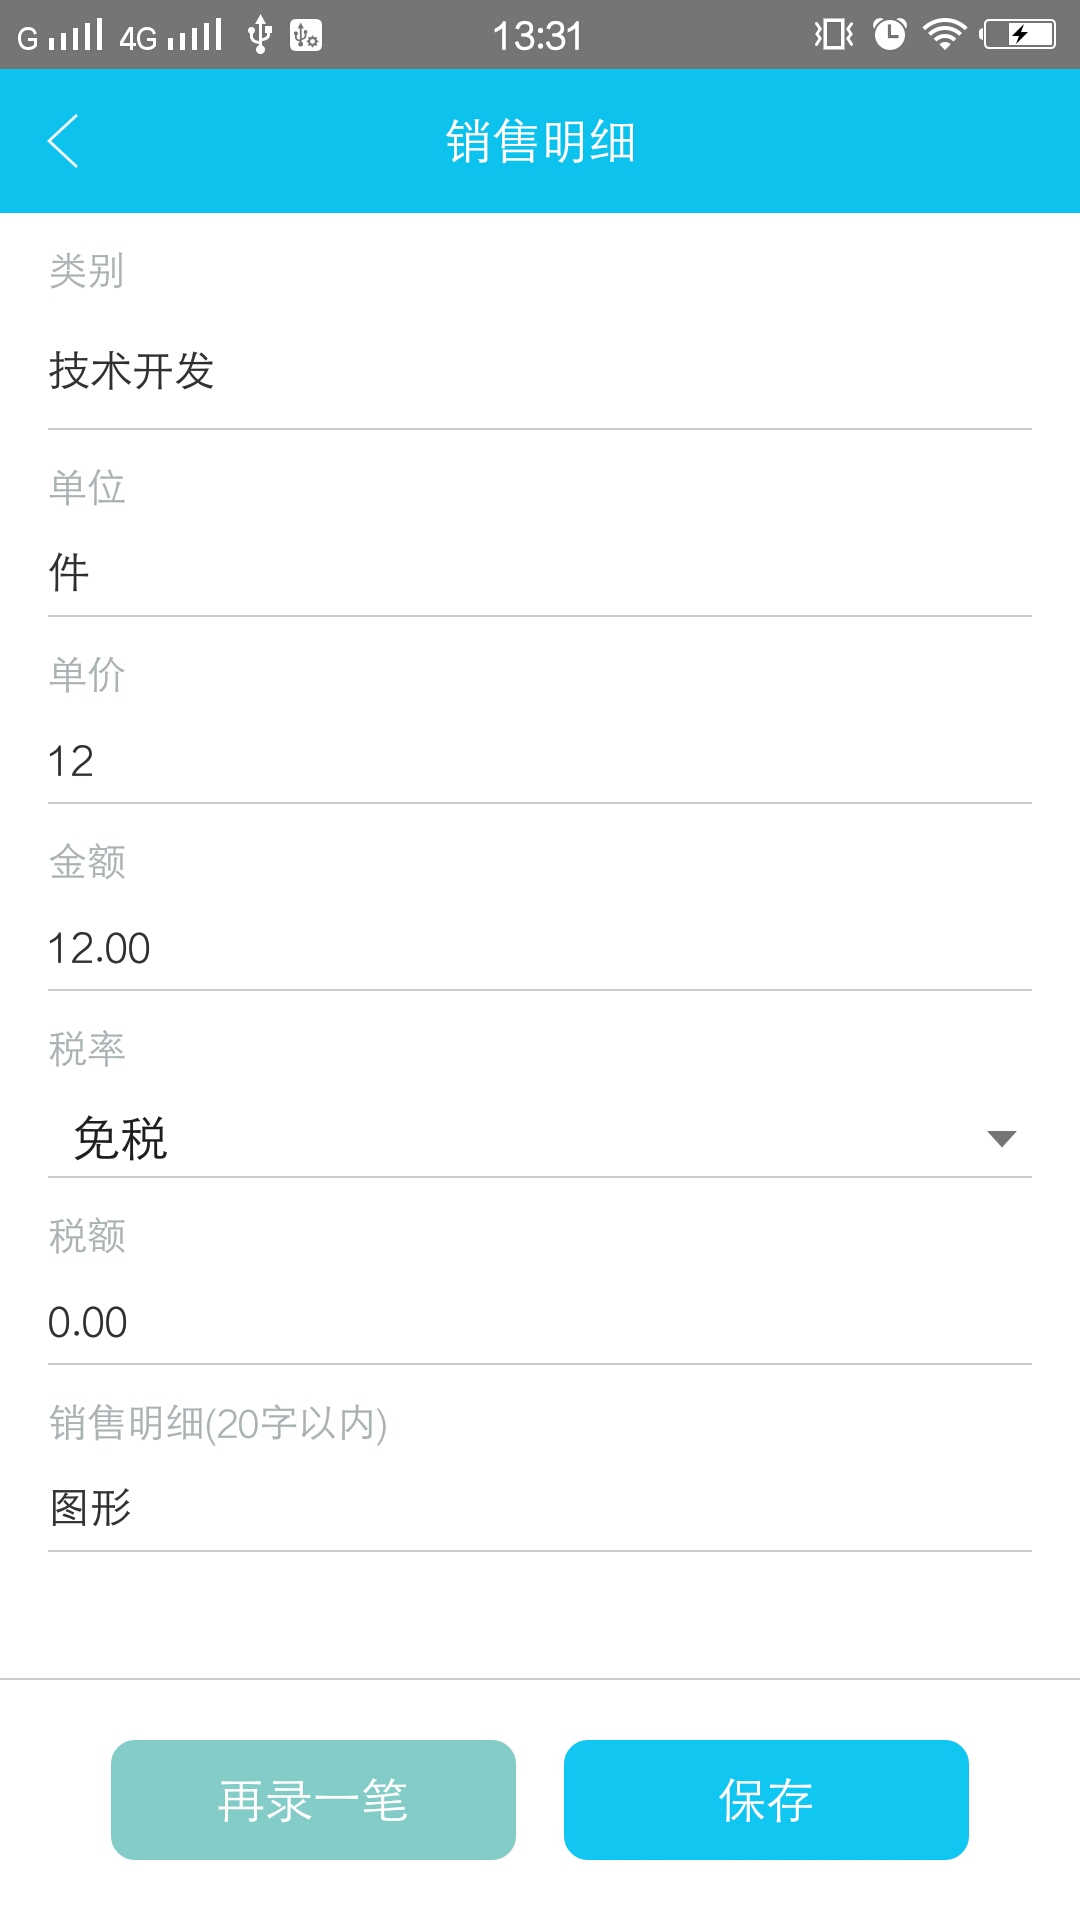 G 4G 13:31
销售明细
类别
技术开发
单位
件
单价
12
金额
12.00
税率
免税
税额
0.00
销售明细(20字以内)
图形
再录一笔 保存